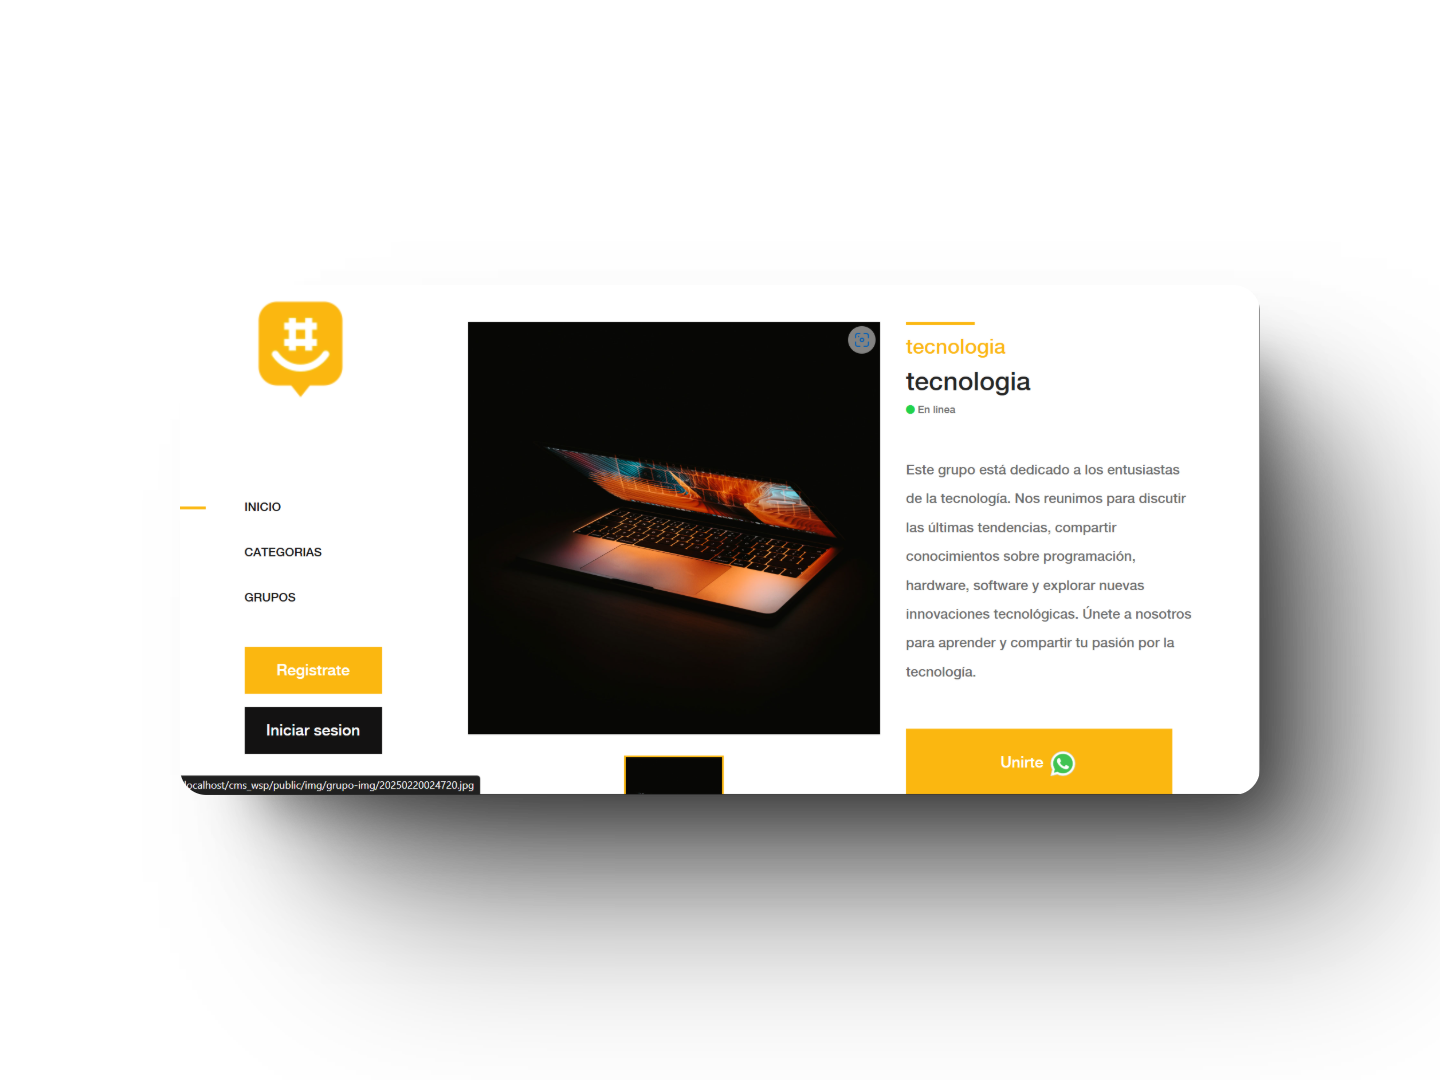 INICIO
CATEGORIAS
GRUPOS
Registrate
Iniciar sesion
localhost/cms_wsp/public/img/grupo-img/20250220024720.jpg
tecnologia
tecnologia
En linea
Este grupo está dedicado a los entusiastas
de la tecnología. Nos reunimos para discutir
las últimas tendencias, compartir
conocimientos sobre programación,
hardware, software y explorar nuevas
innovaciones tecnológicas. Únete a nosotros
para aprender y compartir tu pasión por la
tecnología.
Unirte